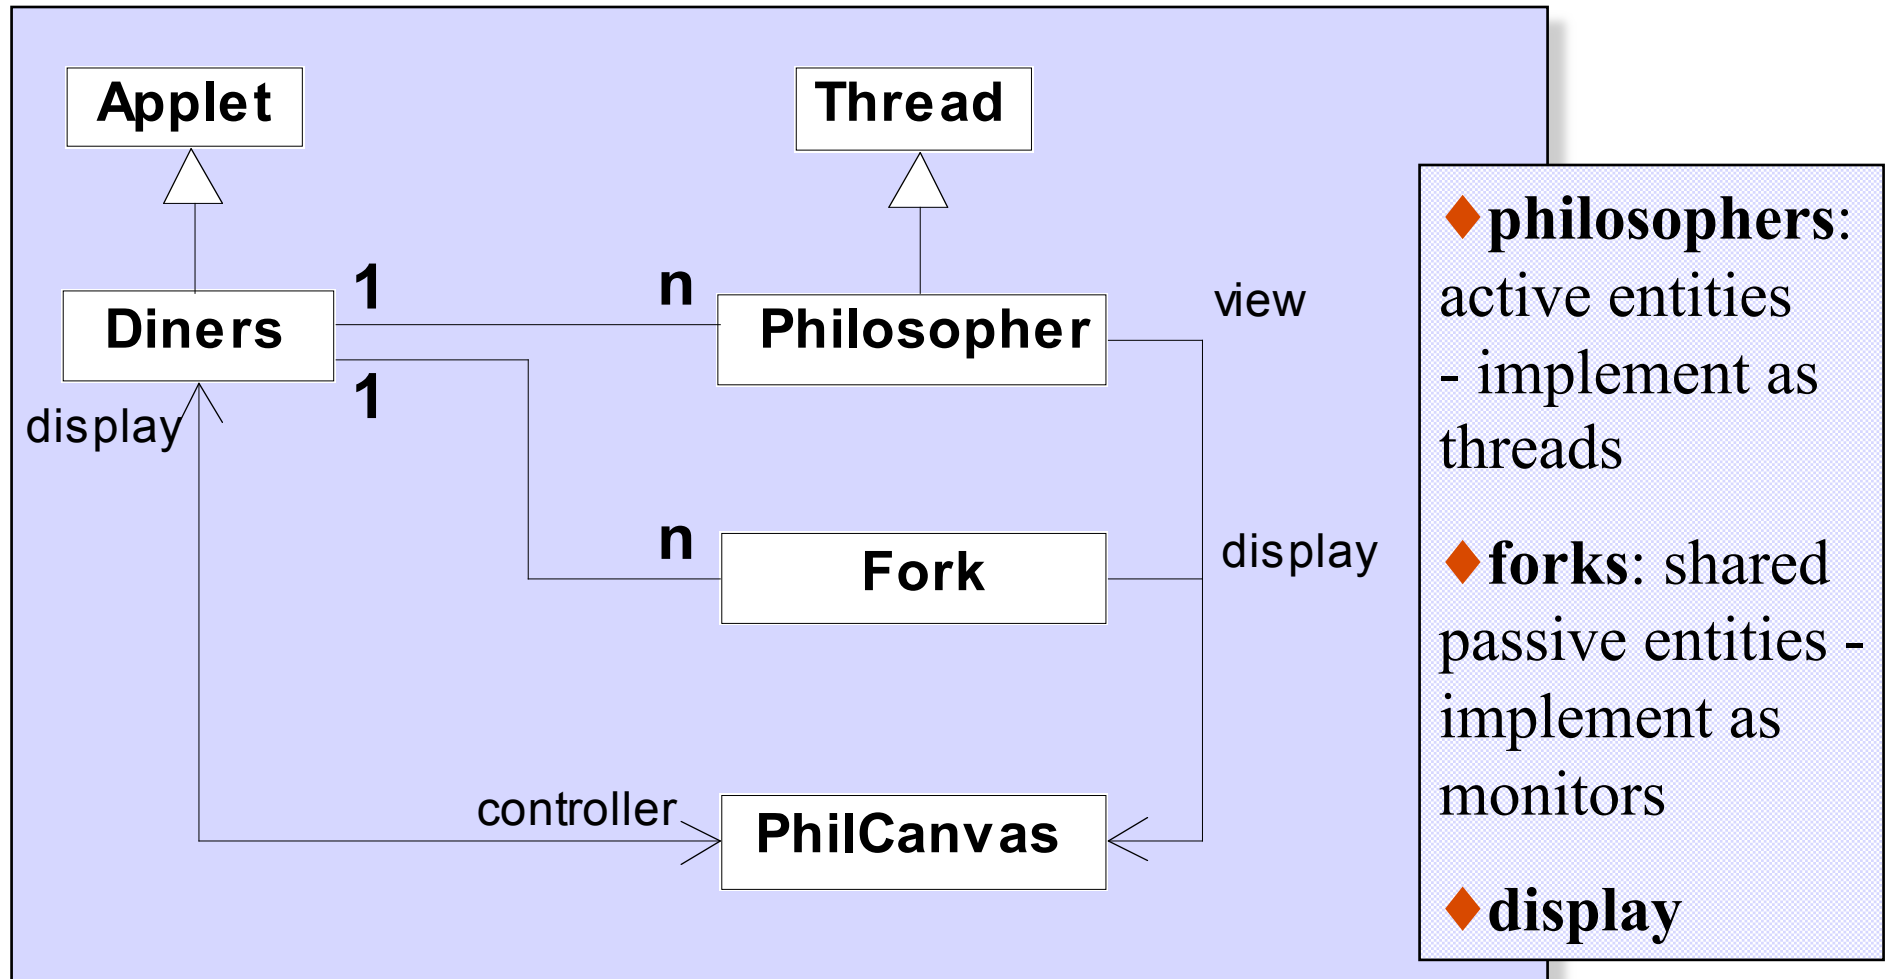 Applet
Thread
1
n
Diners
Philosopher
view
1
display
n
Fork
display
controller
PhilCanvas
♦philosophers:
active entities
- implement as
threads
♦forks: shared
passive entities -
implement as
monitors
♦display